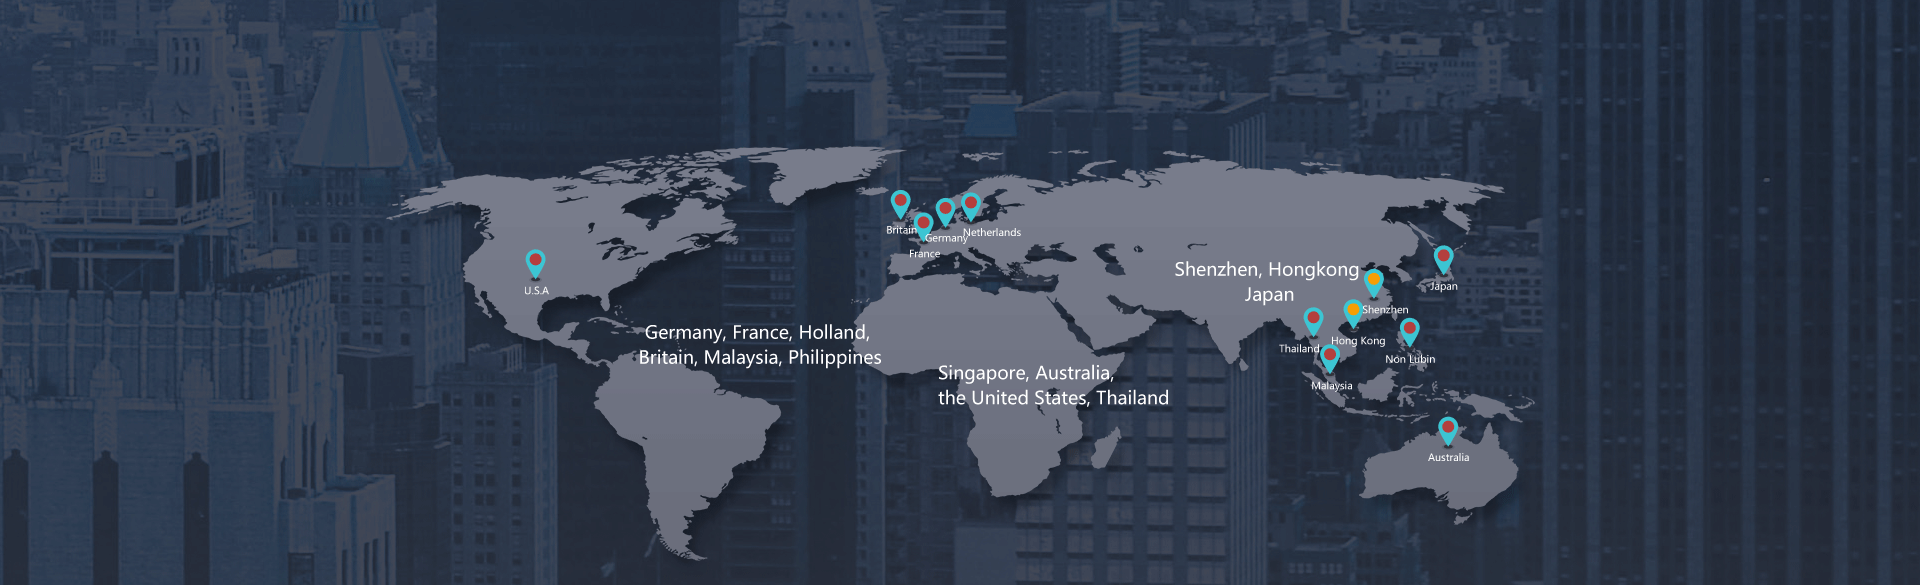 Britain
Germany
Netherlands
France
Shenzhen, Hongkong
Japan
U.S.A
Japan
Shenzhen
Germany, France, Holland,
Britain, Malaysia, Philippines
Hong Kong
Thailand
Non Lubin
Singapore, Australia,
the United States, Thailand
Malaysia
Australia